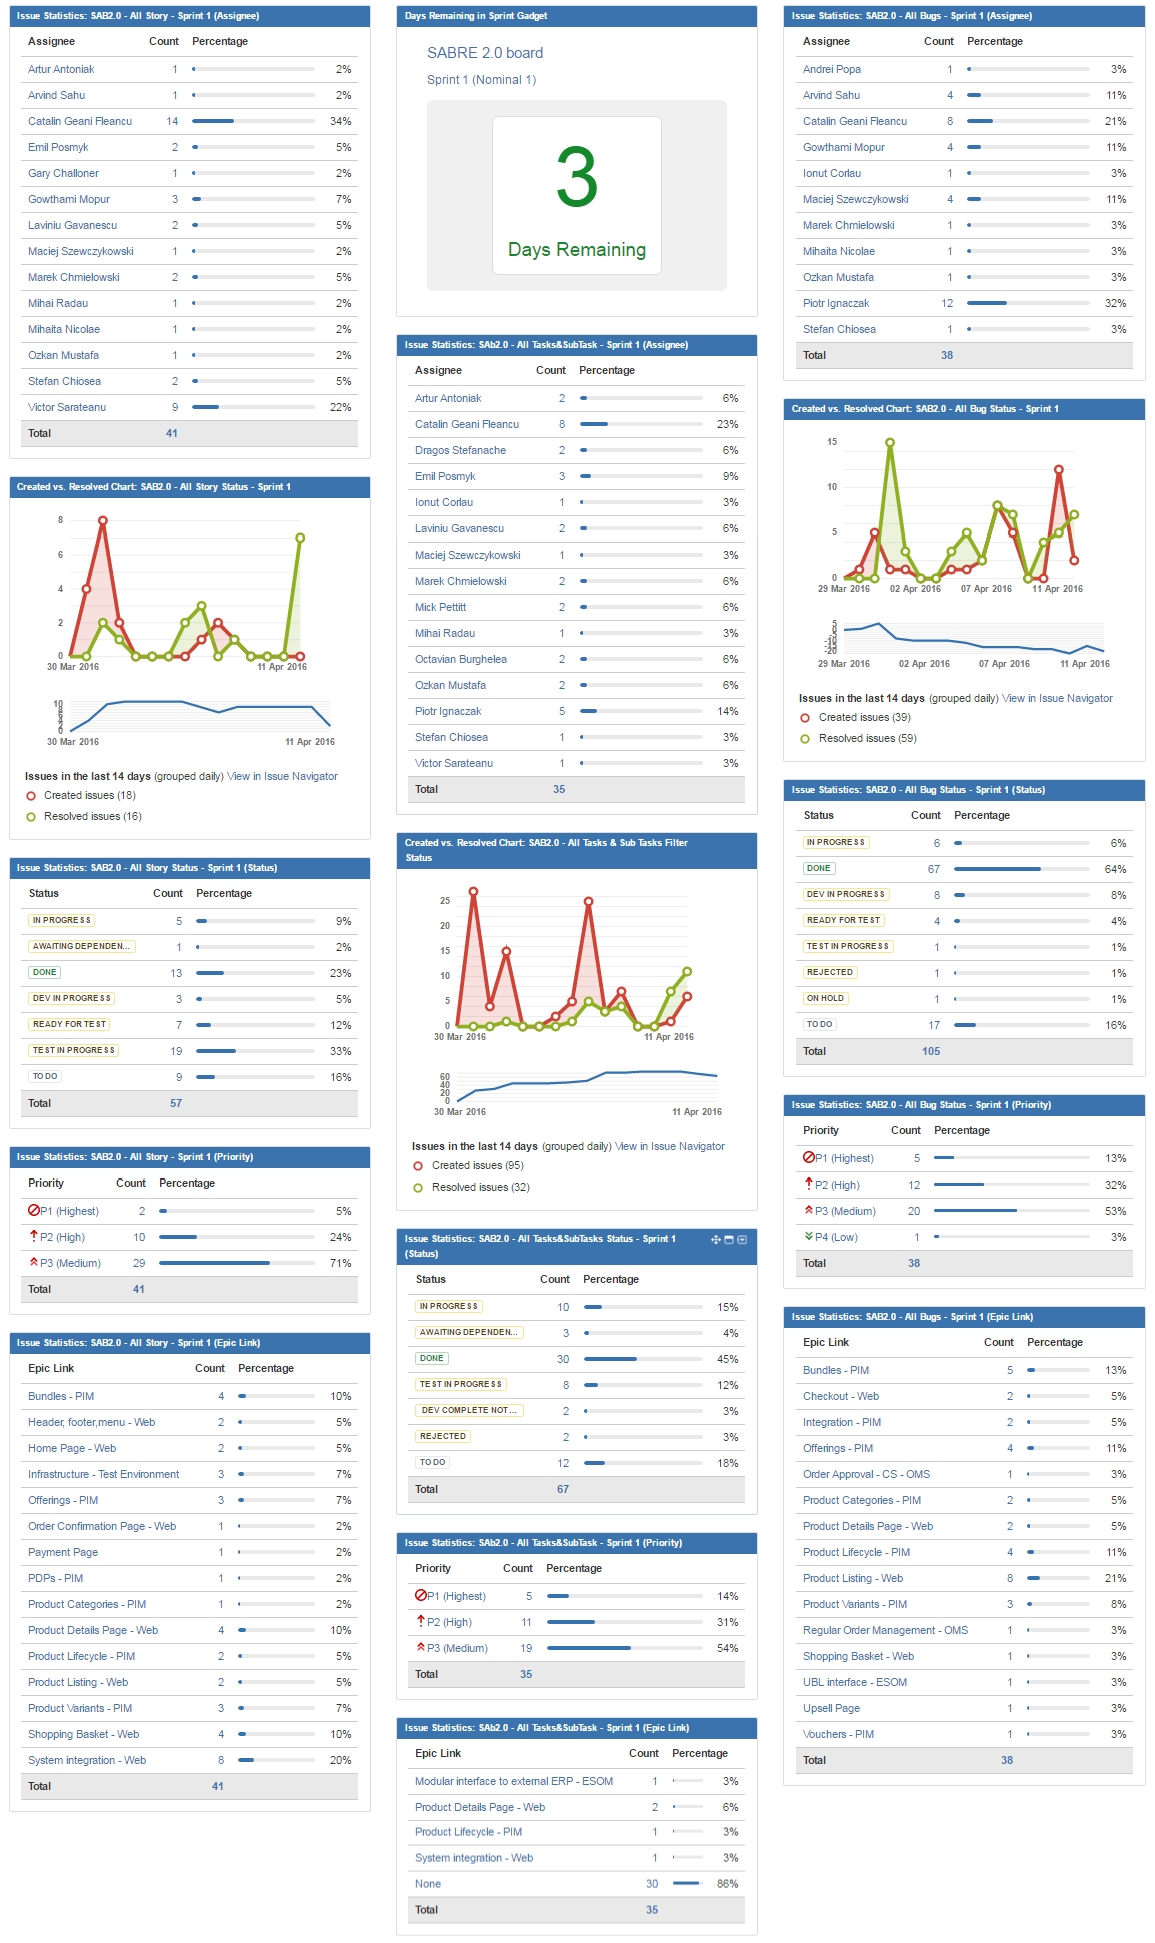 Issue Statistics: SAB2.0 - All Story - Sprint 1 (Assignee)
Assignee Count Percentage
Artur Antoniak 1 2%
Arvind Sahu 1 2%
Catalin Geani Fleancu 14 34%
Emil Posmyk 2 5%
Gary Challoner 1 2%
Gowthami Mopur 3 7%
Laviniu Gavanescu 2 5%
Maciej Szewczykowski 1 2%
Marek Chmielowski 2 5%
Mihai Radau 1 2%
Mihaita Nicolae 1 2%
Ozkan Mustafa 1 2%
Stefan Chiosea 2 5%
Victor Sarateanu 9 22%
Total 41
Created vs. Resolved Chart: SAB2.0 - All Story Status - Sprint 1
8
6
4
2
0
30 Mar 2016 11 Apr 2016
10
2
0
30 Mar 2016 11 Apr 2016
Issues in the last 14 days (grouped daily) View in Issue Navigator
Created issues (18)
Resolved issues (16)
Issue Statistics: SAB2.0 - All Story Status - Sprint 1 (Status)
Status Count Percentage
IN PROGRESS 5 9%
AWAITING DEPENDEN... 1 2%
DONE 13 23%
DEV IN PROGRESS 3 5%
READY FOR TEST 7 12%
TEST IN PROGRESS 19 33%
TO DO 9 16%
Total 57
Issue Statistics: SAB2.0 - All Story - Sprint 1 (Priority)
Priority Count Percentage
P1 (Highest) 2 5%
P2 (High) 10 24%
P3 (Medium) 29 71%
Total 41
Issue Statistics: SAB2.0 - All Story - Sprint 1 (Epic Link)
Epic Link Count Percentage
Bundles - PIM 4 10%
Header, footer,menu - Web 2 5%
Home Page - Web 2 5%
Infrastructure - Test Environment 3 7%
Offerings - PIM 3 7%
Order Confirmation Page - Web 1 2%
Payment Page 1 2%
PDPs - PIM 1 2%
Product Categories - PIM 1 2%
Product Details Page - Web 4 10%
Product Lifecycle - PIM 2 5%
Product Listing - Web 2 5%
Product Variants - PIM 3 7%
Shopping Basket - Web 4 10%
System integration - Web 8 20%
Total 41
Days Remaining in Sprint Gadget
SABRE 2.0 board
Sprint 1 (Nominal 1)
3
Days Remaining
Issue Statistics: SAb2.0 - All Tasks&SubTask - Sprint 1 (Assignee)
Assignee Count Percentage
Artur Antoniak 2 6%
Catalin Geani Fleancu 8 23%
Dragos Stefanache 2 6%
Emil Posmyk 3 9%
Ionut Corlau 1 3%
Laviniu Gavanescu 2 6%
Maciej Szewczykowski 1 3%
Marek Chmielowski 2 6%
Mick Pettitt 2 6%
Mihai Radau 1 3%
Octavian Burghelea 2 6%
Ozkan Mustafa 2 6%
Piotr Ignaczak 5 14%
Stefan Chiosea 1 3%
Victor Sarateanu 1 3%
Total 35
Created vs. Resolved Chart: SAB2.0 - All Tasks & Sub Tasks Filter
Status
25
20
15
10
5
0
30 Mar 2016 11 Apr 2016
60
40
20
0
30 Mar 2016 11 Apr 2016
Issues in the last 14 days (grouped daily) View in Issue Navigator
Created issues (95)
Resolved issues (32)
Issue Statistics: SAB2.0 - All Tasks&SubTasks Status - Sprint 1
(Status)
Status Count Percentage
IN PROGRESS 10 15%
AWAITING DEPENDEN... 3 4%
DONE 30 45%
TEST IN PROGRESS 8 12%
DEV COMPLETE NOT ... 2 3%
REJECTED 2 3%
TO DO 12 18%
Total 67
Issue Statistics: SAb2.0 - All Tasks&SubTask - Sprint 1 (Priority)
Priority Count Percentage
P1 (Highest) 5 14%
P2 (High) 11 31%
P3 (Medium) 19 54%
Total 35
Issue Statistics: SAb2.0 - All Tasks&SubTask - Sprint 1 (Epic Link)
Epic Link Count Percentage
Modular interface to external ERP - ESOM 1 3%
Product Details Page - Web 2 6%
Product Lifecycle - PIM 1 3%
System integration - Web 1 3%
None 30 86%
Total 35
Issue Statistics: SAB2.0 - All Bugs - Sprint 1 (Assignee)
Assignee Count Percentage
Andrei Popa 1 3%
Arvind Sahu 4 11%
Catalin Geani Fleancu 8 21%
Gowthami Mopur 4 11%
Ionut Corlau 1 3%
Maciej Szewczykowski 4 11%
Marek Chmielowski 1 3%
Mihaita Nicolae 1 3%
Ozkan Mustafa 1 3%
Piotr Ignaczak 12 32%
Stefan Chiosea 1 3%
Total 38
Created vs. Resolved Chart: SAB2.0 - All Bug Status - Sprint 1
15
10
5
0
29 Mar 2016 02 Apr 2016 07 Apr 2016 11 Apr 2016
5
0
-5
-10
-15
-20
29 Mar 2016 02 Apr 2016 07 Apr 2016 11 Apr 2016
Issues in the last 14 days (grouped daily) View in Issue Navigator
Created issues (39)
Resolved issues (59)
Issue Statistics: SAB2.0 - All Bug Status - Sprint 1 (Status)
Status Count Percentage
IN PROGRESS 6 6%
DONE 67 64%
DEV IN PROGRESS 8 8%
READY FOR TEST 4 4%
TEST IN PROGRESS 1 1%
REJECTED 1 1%
ON HOLD 1 1%
TO DO 17 16%
Total 105
Issue Statistics: SAB2.0 - All Bug Status - Sprint 1 (Priority)
Priority Count Percentage
P1 (Highest) 5 13%
P2 (High) 12 32%
P3 (Medium) 20 53%
P4 (Low) 1 3%
Total 38
Issue Statistics: SAB2.0 - All Bugs - Sprint 1 (Epic Link)
Epic Link Count Percentage
Bundles - PIM 5 13%
Checkout - Web 2 5%
Integration - PIM 2 5%
Offerings - PIM 4 11%
Order Approval - CS - OMS 1 3%
Product Categories - PIM 2 5%
Product Details Page - Web 2 5%
Product Lifecycle - PIM 4 11%
Product Listing - Web 8 21%
Product Variants - PIM 3 8%
Regular Order Management - OMS 1 3%
Shopping Basket - Web 1 3%
UBL interface - ESOM 1 3%
Upsell Page 1 3%
Vouchers - PIM 1 3%
Total 38